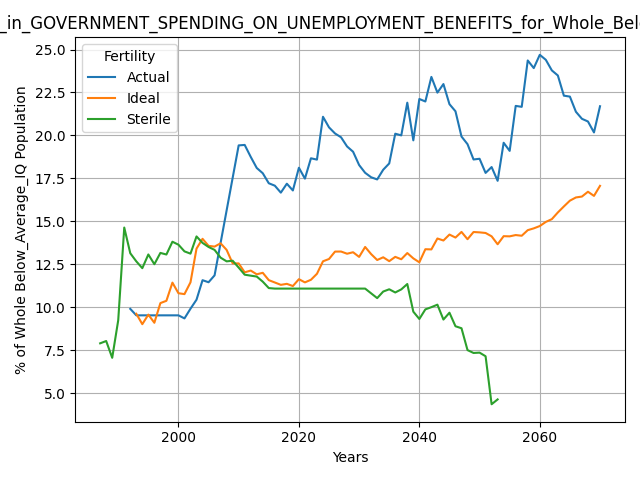 _in_GOVERNMENT_SPENDING_ON_UNEMPLOYMENT_BENEFITS_for_Whole_Bel
Fertility
Actual
Ideal
Sterile
% of Whole Below_Average_IQ Population
25.0
22.5
20.0
17.5
15.0
12.5
10.0
7.5
5.0
2000 2020 2040 2060
Years